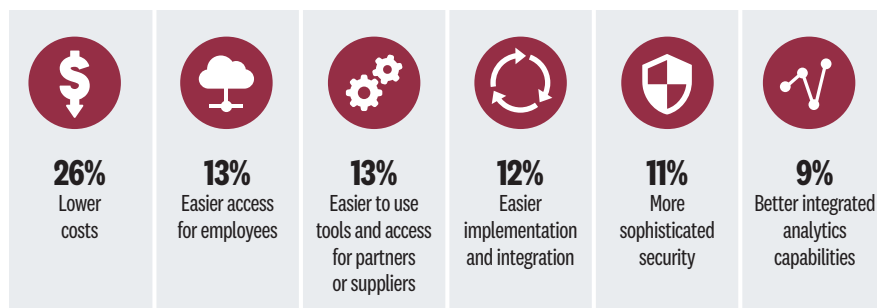 26%
Lower
costs
13%
Easier access
for employees
13%
Easier to use
tools and access
for partners
or suppliers
12%
Easier
implementation
and integration
11%
More
sophisticated
security
9%
Better integrated
analytics
capabilities